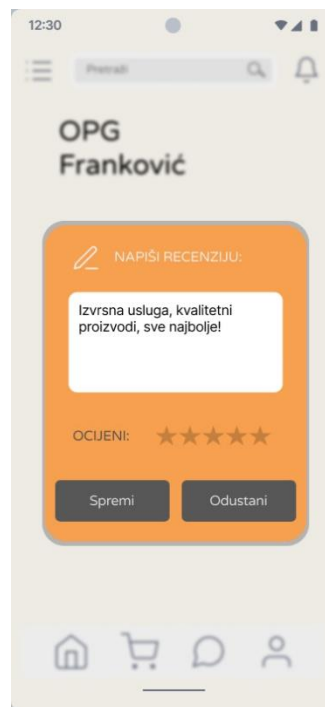 12:30
Pretraži
OPG
Franković
NAPIŠI RECENZIJU:
Izvrsna usluga, kvalitetni
proizvodi, sve najbolje!
OCIJENI:
Spremi
Odustani